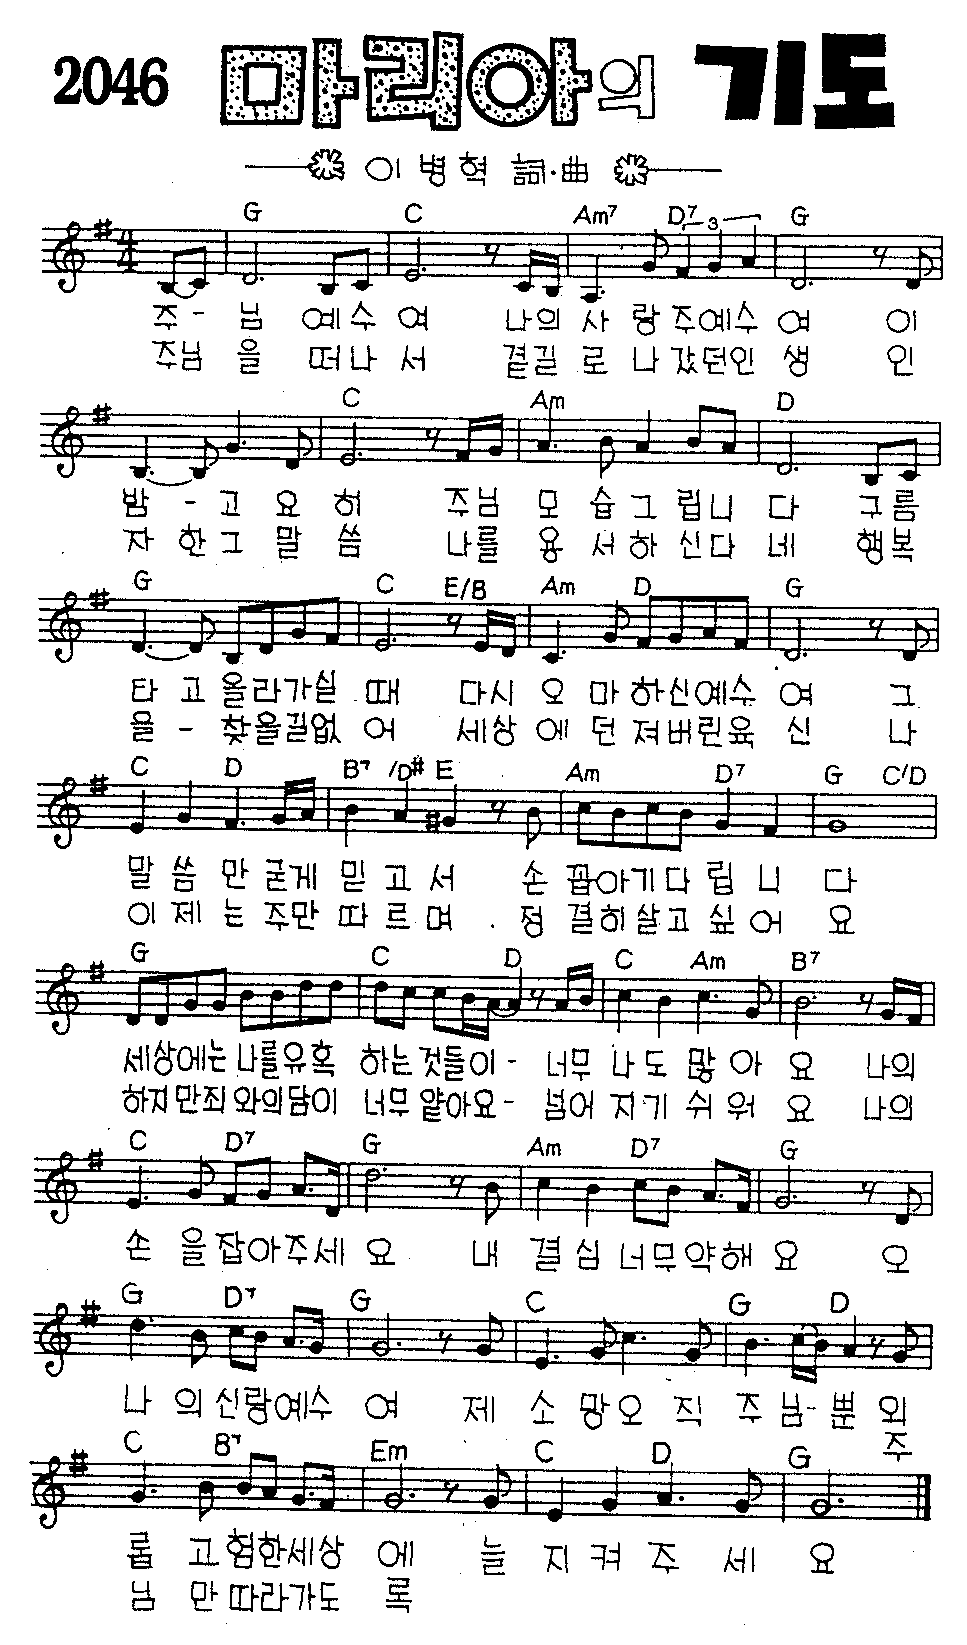 2046 마리아의 기도
이 병 혁 詞·曲
G C Am7 D7 3 G
주 - 님 예 수 여 나의 사 랑 주예수 여 이
주님 을 떠나 서 곁길 로 나 갔던인 생 인
C Am D
밤 - 고 요 히 주님 모 습 그 립니 다 구름
자 한그 말 씀 나를 용 서하 신다 네 행복
G C E/B Am D G
타 고 올라가실 때 다시 오 마 하신예수 여 그
을 - 찾을길없 어 세상 에 던 져버린육 신 나
C D B7 /D# E Am D7 G C/D
말 씀 만 굳게 믿 고 서 손 꼽아기다 립 니 다
이 제 는 주만 따 르 며 . 정 결히살고 싶 어 요
G C D C Am B7
세상에는 나를유혹 하는것들이 - 너무 나 도 많 아 요 나의
하지만죄 와의담이 너무 얕아요 - 넘어 지 기 쉬 워 요 나의
C D7 G Am D7 G
손 을 잡아주세 요 내 결 심 너무약해 요 오
G D7 G C G D
나 의 신랑예수 여 제 소 망오 직 주 님 - 뿐 외
주
C B7 Em C D G
롭 고 험한세상 에 늘 지 켜 주 세 요
님 만 따라가도 록